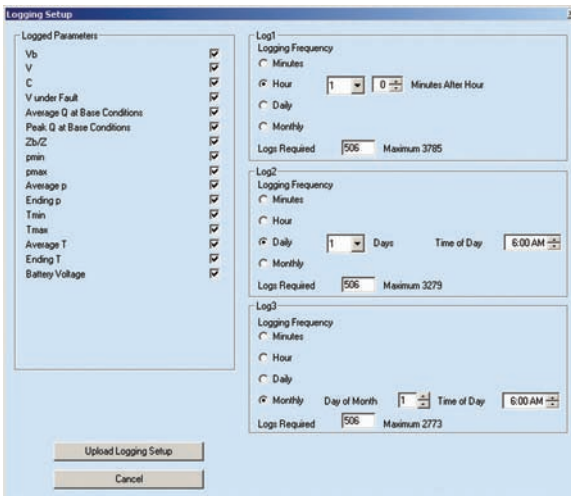 Logging Setup
Logged Parameters
Vb
V
C
V under Fault
Average Q at Base Conditions
Peak Q at Base Conditions
Zb/Z
pmin
pmax
Average p
Ending p
Tmin
Tmax
Average T
Ending T
Battery Voltage
Upload Logging Setup
Cancel
Log1
Logging Frequency
Minutes
Hour 1 0 Minutes After Hour
Daily
Monthly
Logs Required 506 Maximum 3785
Log2
Logging Frequency
Minutes
Hour
Daily 1 Days Time of Day 6:00 AM
Monthly
Logs Required 506 Maximum 3279
Log3
Logging Frequency
Minutes
Hour
Daily
Monthly Day of Month 1 Time of Day 6:00 AM
Logs Required 506 Maximum 2773